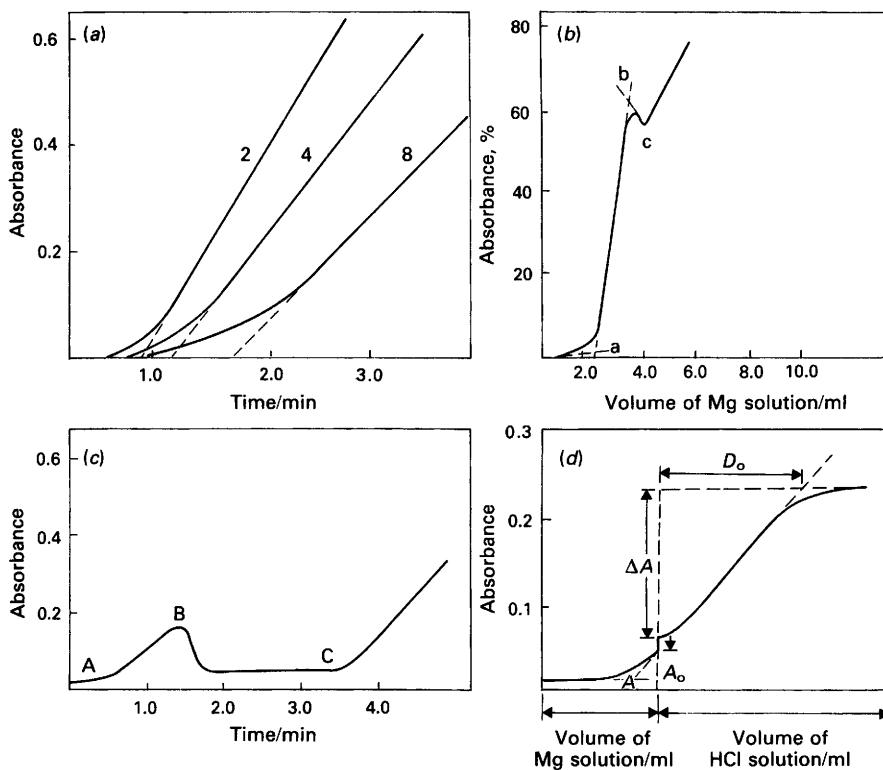 (a)
0.6
0.4
0.2
Absorbance
2
4
8
1.0
2.0
3.0
Time/min
(b)
80
60
40
20
Absorbance, %
b
c
a
2.0
4.0
6.0
8.0
10.0
Volume of Mg solution/ml
(c)
0.6
0.4
0.2
Absorbance
A
B
C
1.0
2.0
3.0
4.0
Time/min
(d)
0.3
0.2
0.1
Absorbance
Do
ΔA
A
Ao
Volume of
Mg solution/ml
Volume of
HCl solution/ml